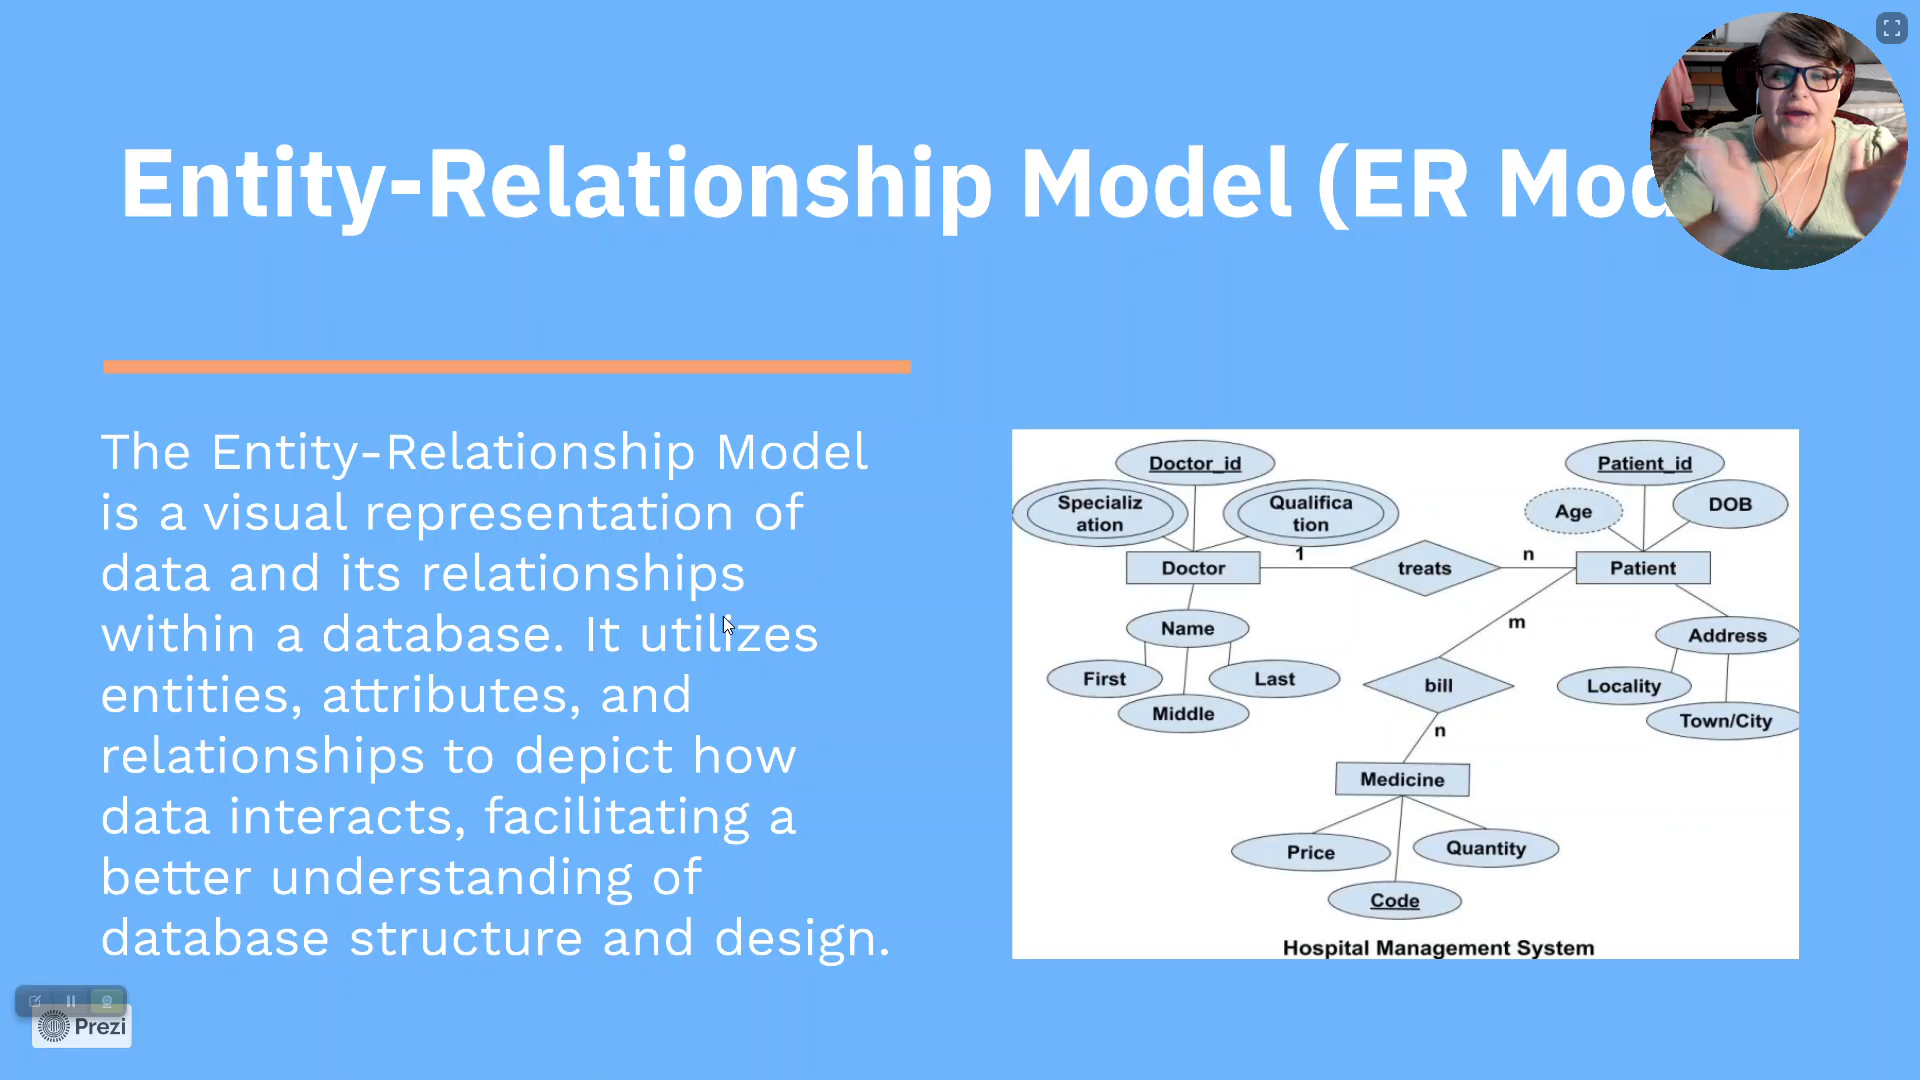 Entity-Relationship Model (ER Mod
The Entity-Relationship Model
is a visual representation of
data and its relationships
within a database. It utilizes
entities, attributes, and
relationships to depict how
data interacts, facilitating a
better understanding of
database structure and design.
Doctor_id
Specializ
ation
Qualifica
tion
Patient_id
Age
DOB
Doctor
1
treats
n
Patient
Name
First
Middle
Last
m
Address
Locality
Town/City
bill
n
Medicine
Price
Quantity
Code
Hospital Management System
Prezi